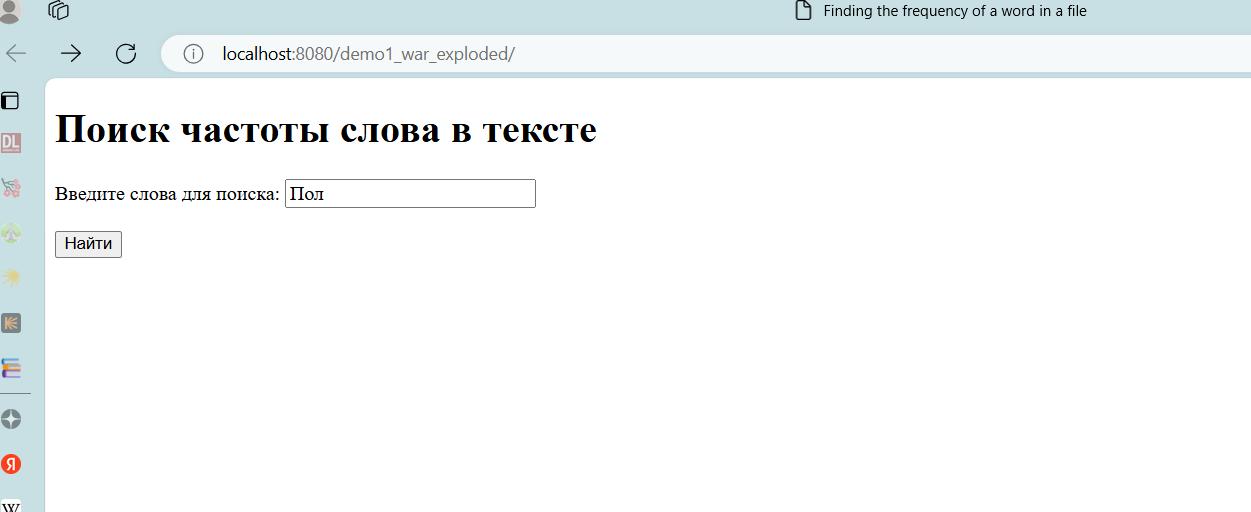 Finding the frequency of a word in a file
localhost:8080/demo1_war_exploded/
DL
Поиск частоты слова в тексте
Введите слова для поиска: Пол
Найти
Я
W